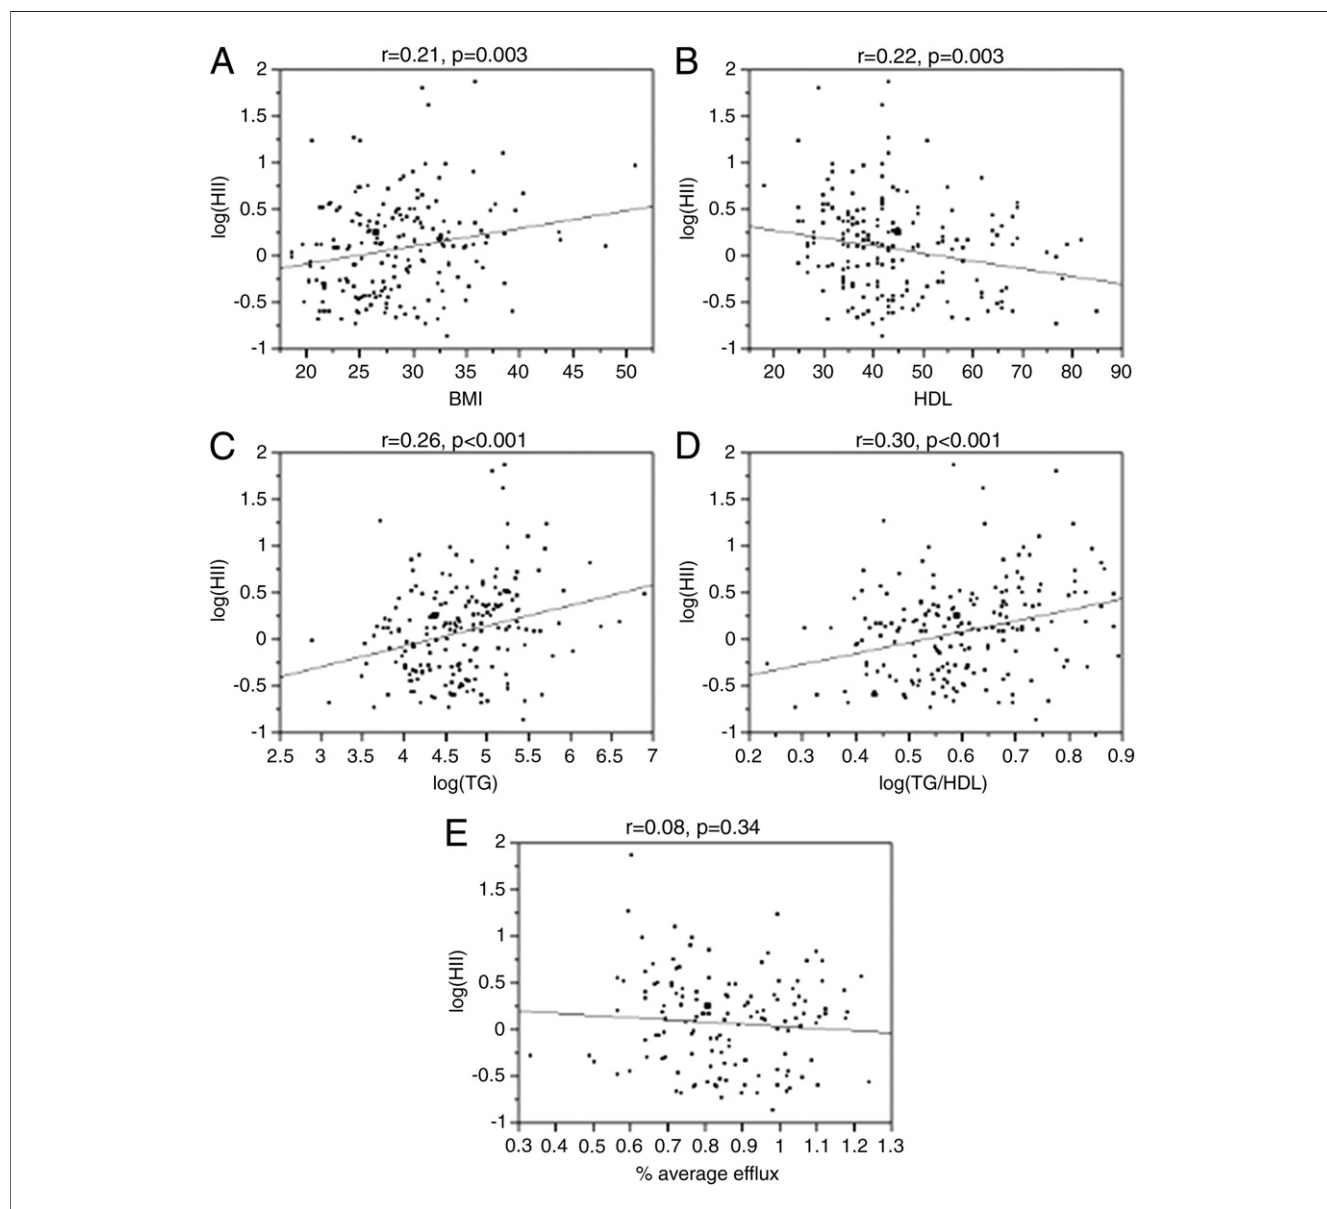 A
r=0.21, p=0.003
2
1.5
1
0.5
0
-0.5
-1
log(HII)
20 25 30 35 40 45 50
BMI
B
r=0.22, p=0.003
2
1.5
1
0.5
0
-0.5
-1
log(HII)
20 30 40 50 60 70 80 90
HDL
C
r=0.26, p<0.001
2
1.5
1
0.5
0
-0.5
-1
log(HII)
2.5 3 3.5 4 4.5 5 5.5 6 6.5 7
log(TG)
D
r=0.30, p<0.001
2
1.5
1
0.5
0
-0.5
-1
log(HII)
0.2 0.3 0.4 0.5 0.6 0.7 0.8 0.9
log(TG/HDL)
E
r=0.08, p=0.34
2
1.5
1
0.5
0
-0.5
-1
log(HII)
0.3 0.4 0.5 0.6 0.7 0.8 0.9 1 1.1 1.2 1.3
% average efflux